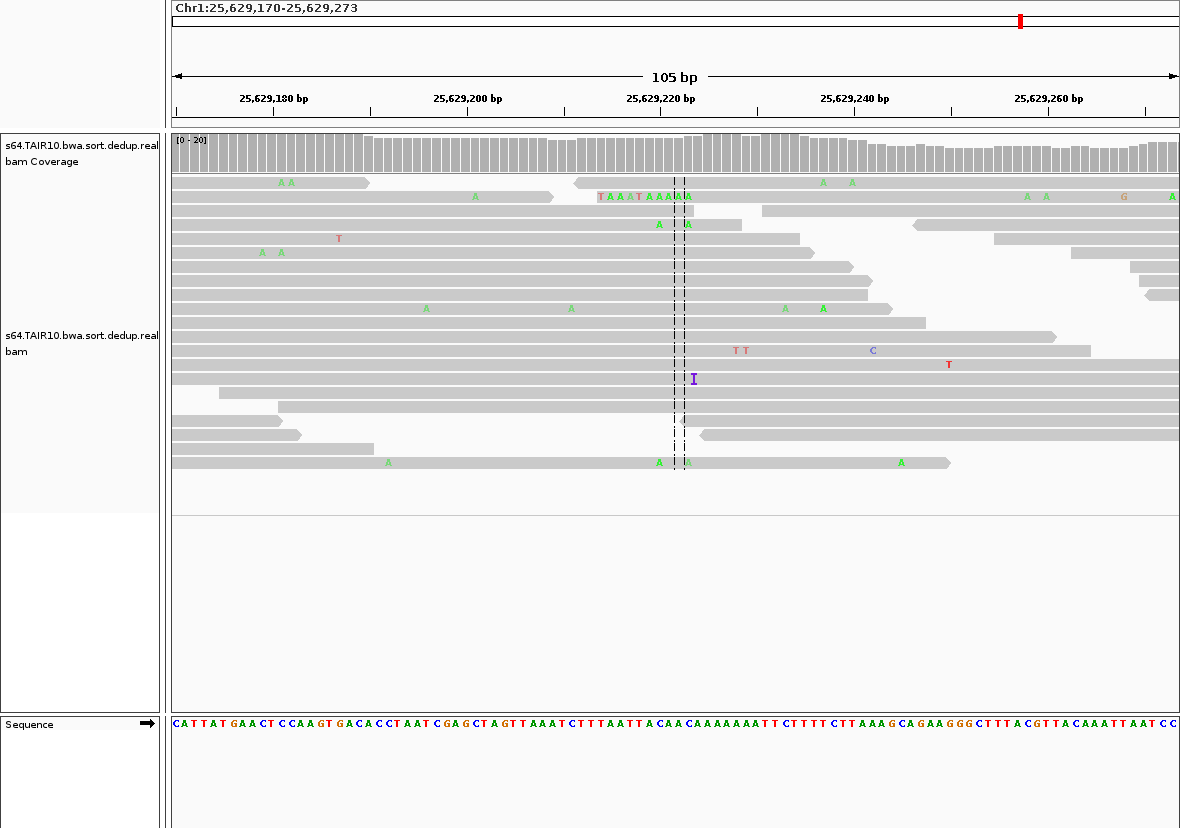 Chr1:25,629,170-25,629,273
105 bp
25,629,180 bp 25,629,200 bp 25,629,220 bp 25,629,240 bp 25,629,260 bp
s64.TAIR10.bwa.sort.dedup.real
bam Coverage
[0 - 20]
A A A A
A T A A A T A A A A A A A G A
A A
T
A A
A A A A
T T C
T
I
A A A A
s64.TAIR10.bwa.sort.dedup.real
bam
Sequence
CATTATGAACTCCAAGTGACACCTAATCGAGCTAGTTAAATCTTTAATTACAACAAAAAAATTCTTTTCTTAAAGCAGAAGGGCTTTACGTTACAAATTAATCC